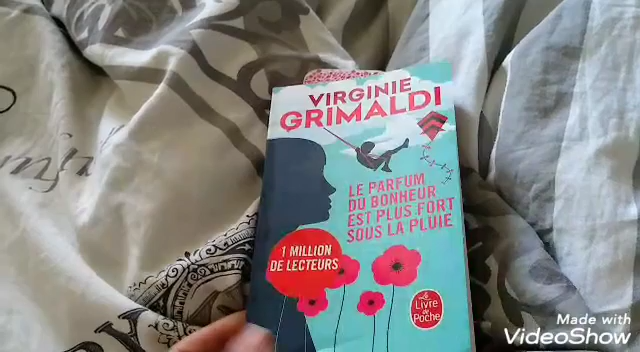 VIRGINIE
GRIMALDI
LE PARFUM
DU BONHEUR
EST PLUS FORT
SOUS LA PLUIE
1 MILLION
DE LECTEURS
Le
Livre
de
Poche
Made with
VideoShow